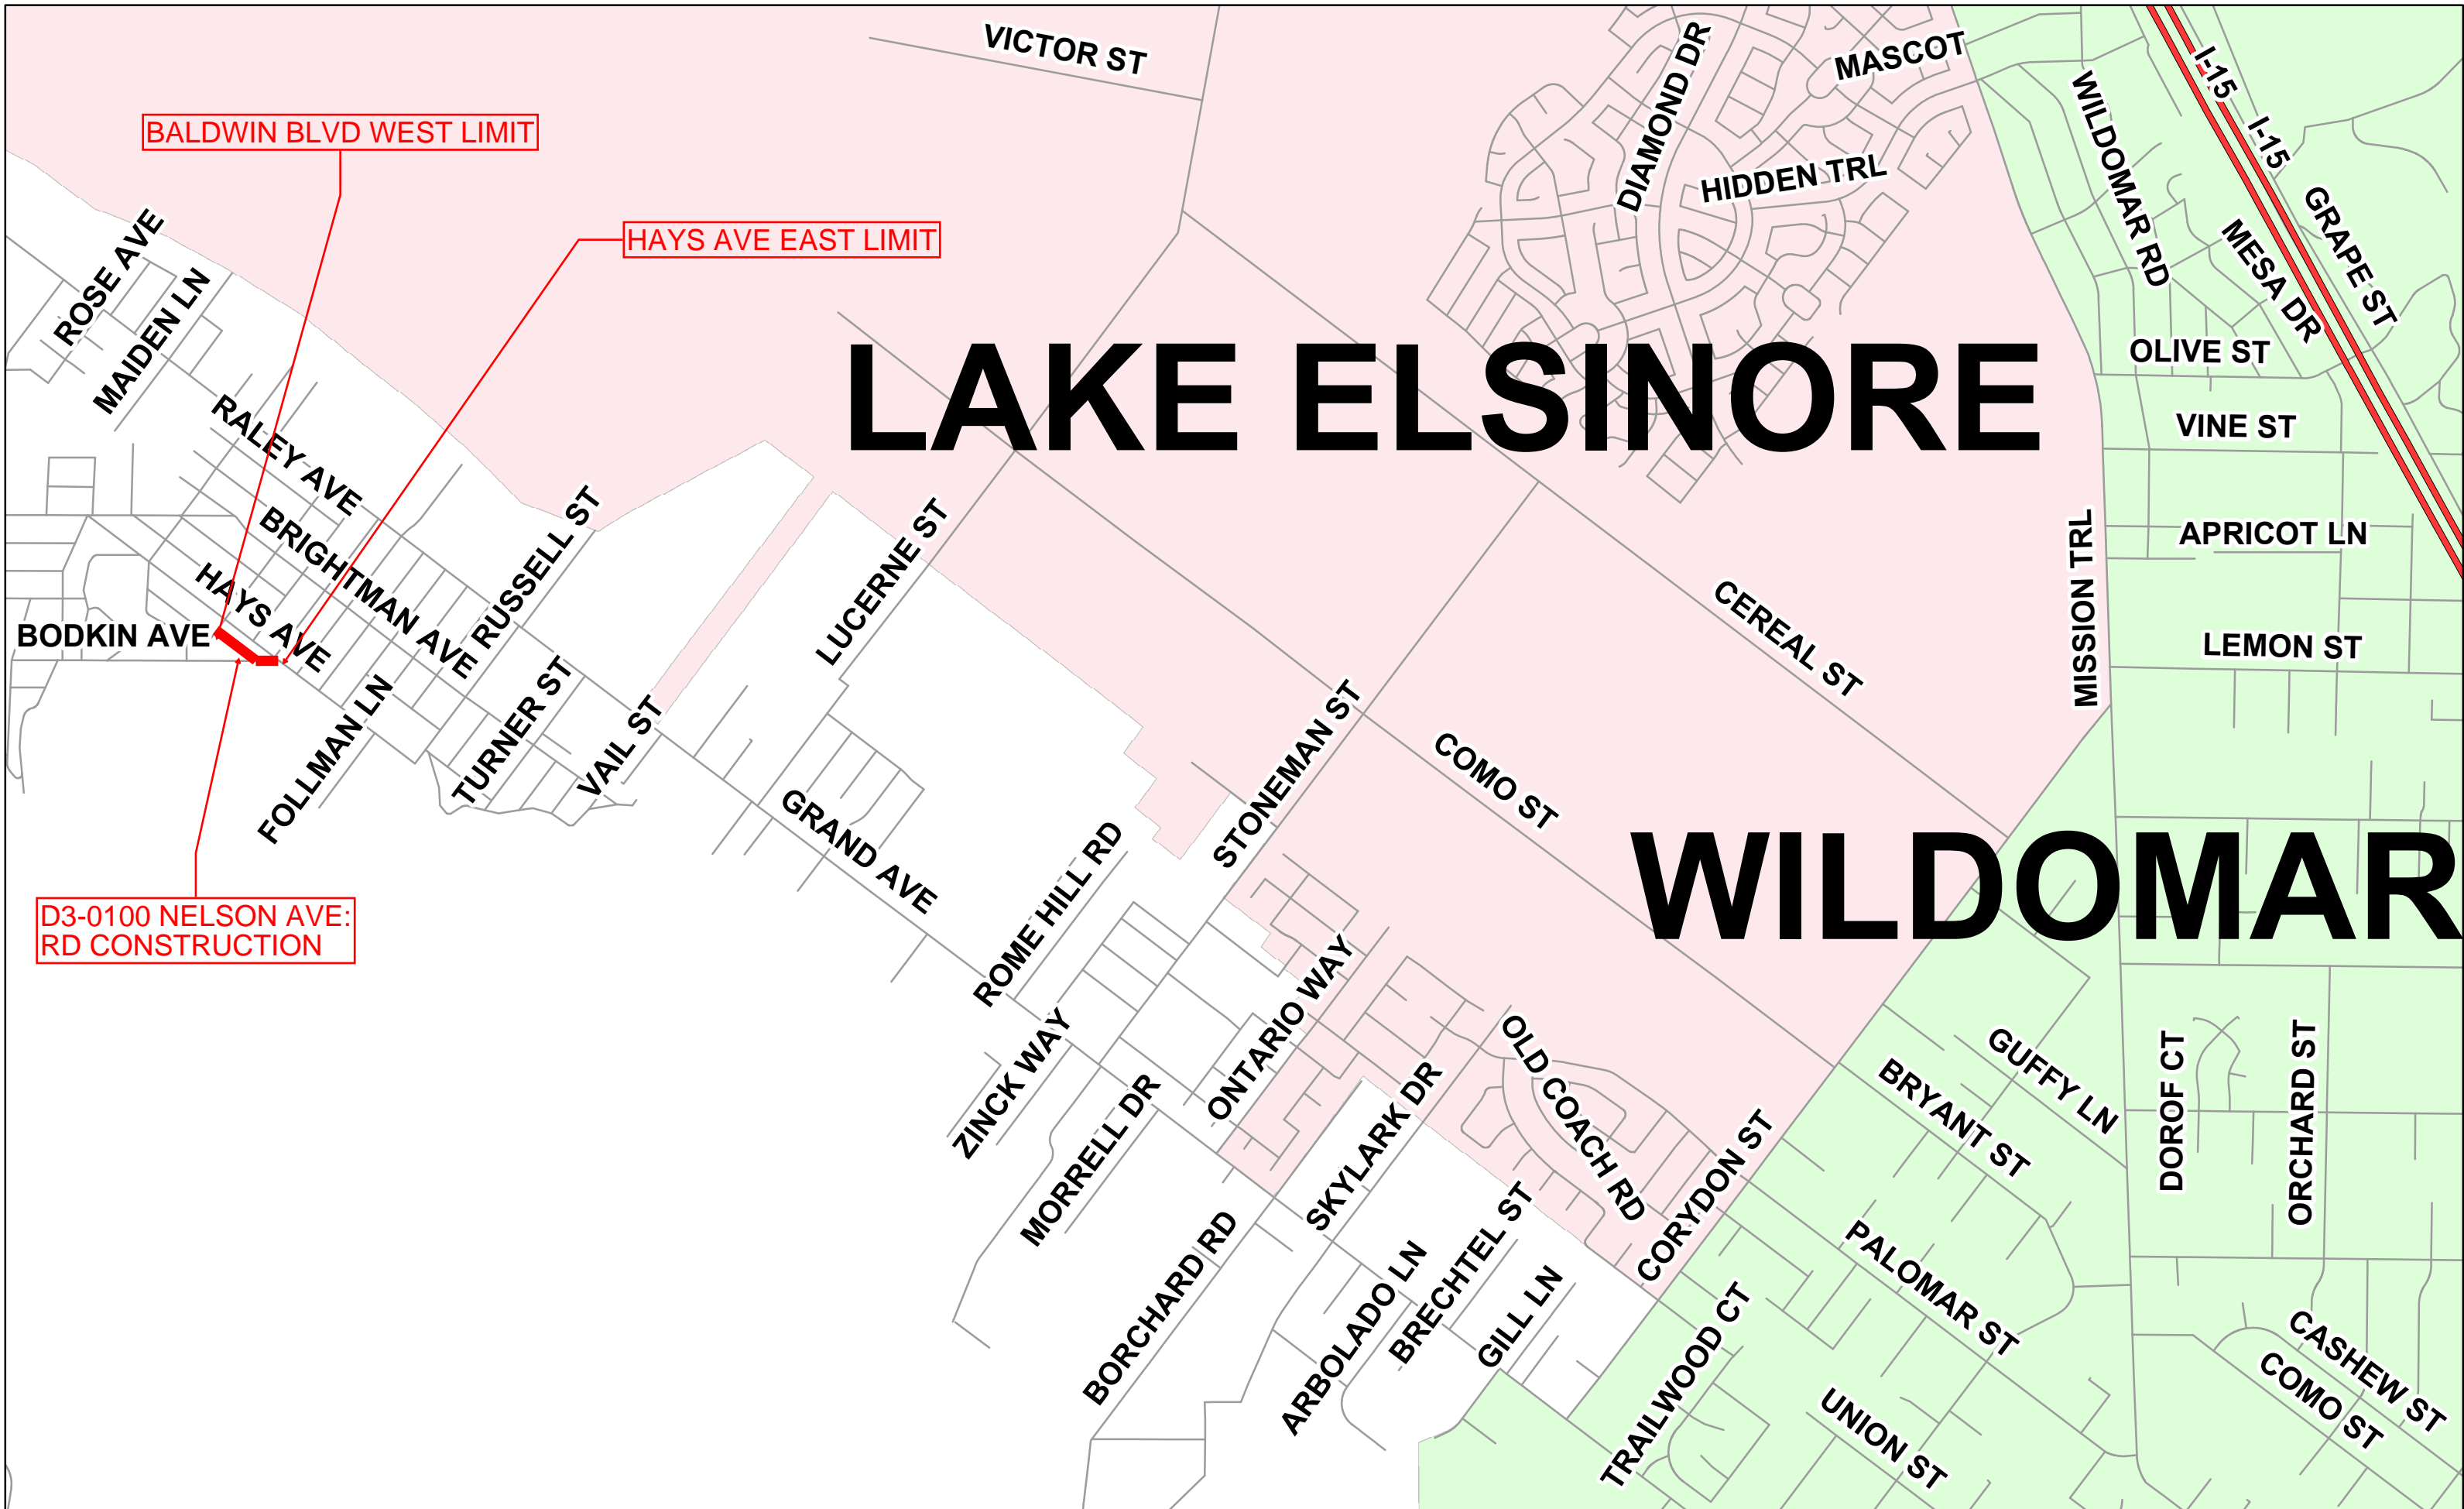 VICTOR ST
DIAMOND DR
MASCOT
HIDDEN TRL
WILDOMAR RD
I-15
I-15
GRAPE ST
MESA DR
BALDWIN BLVD WEST LIMIT
HAYS AVE EAST LIMIT
ROSE AVE
MAIDEN LN
LAKE ELSINORE
OLIVE ST
VINE ST
RALEY AVE
BRIGHTMAN AVE
RUSSELL ST
LUCERNE ST
MISSION TRL
APRICOT LN
HAYS AVE
BODKIN AVE
CEREAL ST
LEMON ST
FOLLMAN LN
TURNER ST
VAIL ST
STONEMAN ST
COMO ST
GRAND AVE
WILDOMAR
D3-0100 NELSON AVE:
RD CONSTRUCTION
ROME HILL RD
ONTARIO WAY
ZINCK WAY
MORRELL DR
OLD COACH RD
SKYLARK DR
GUFFY LN
BRYANT ST
DOROF CT
ORCHARD ST
CORYDON ST
BORCHARD RD
ARBOLADO LN
BRECHTEL ST
GILL LN
PALOMAR ST
TRAILWOOD CT
UNION ST
CASHEW ST
COMO ST